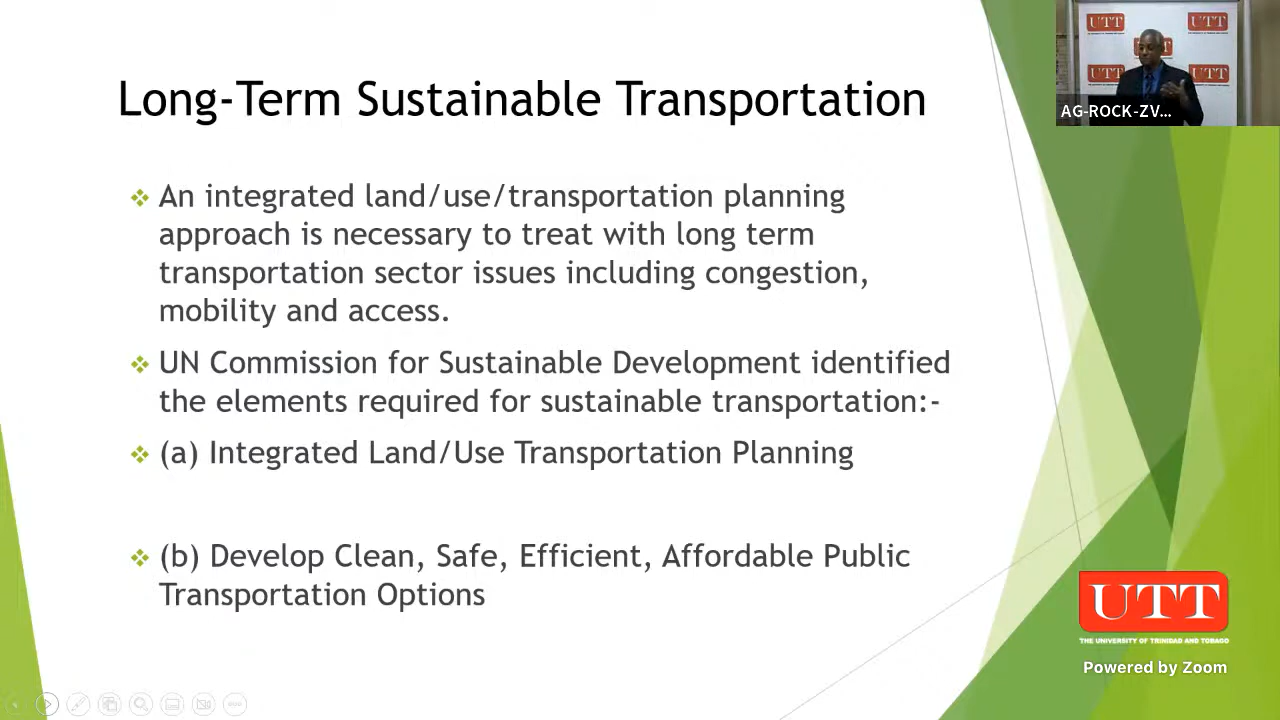 Long-Term Sustainable Transportation
An integrated land/use/transportation planning
approach is necessary to treat with long term
transportation sector issues including congestion,
mobility and access.
UN Commission for Sustainable Development identified
the elements required for sustainable transportation:-
(a) Integrated Land/Use Transportation Planning
(b) Develop Clean, Safe, Efficient, Affordable Public
Transportation Options
UTT
UTT
UTT
UTT
AG-ROCK-ZV...
UTT
THE UNIVERSITY OF TRINIDAD AND TOBAGO
Powered by Zoom